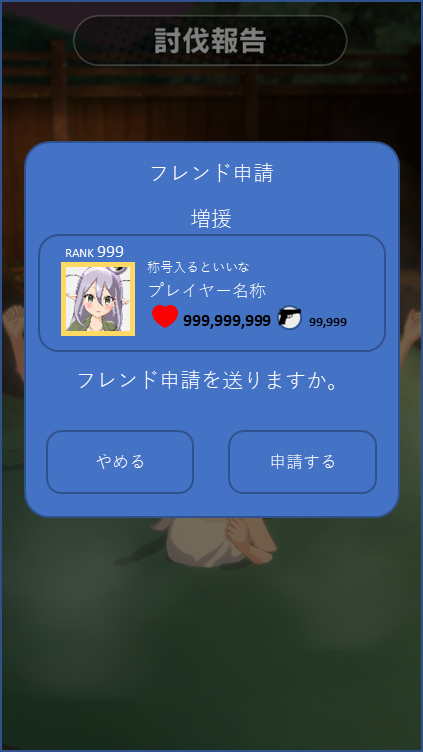 討伐報告
フレンド申請
増援
RANK 999
称号入るといいな
プレイヤー名称
999,999,999 99,999
フレンド申請を送りますか。
やめる
申請する